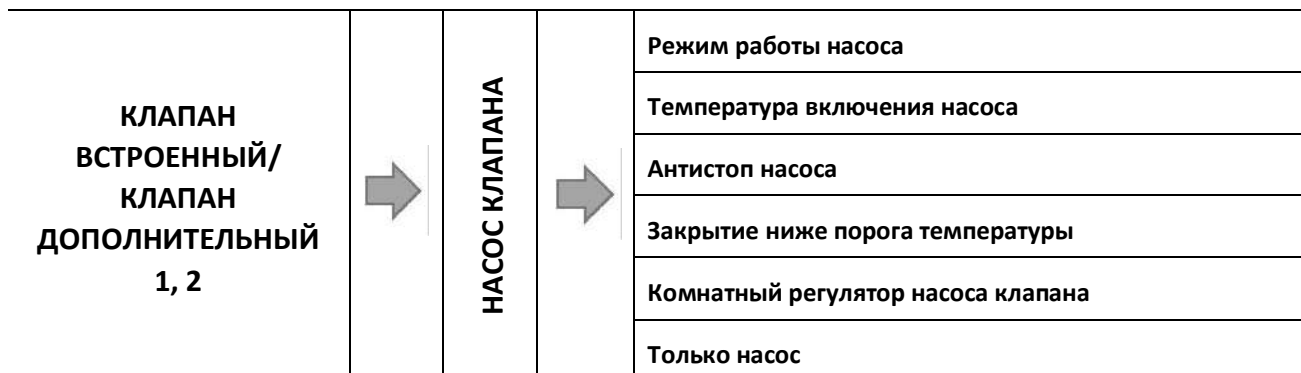 КЛАПАН
ВСТРОЕННЫЙ/
КЛАПАН
ДОПОЛНИТЕЛЬНЫЙ
1, 2
НАСОС КЛАПАНА
Режим работы насоса
Температура включения насоса
Антистоп насоса
Закрытие ниже порога температуры
Комнатный регулятор насоса клапана
Только насос